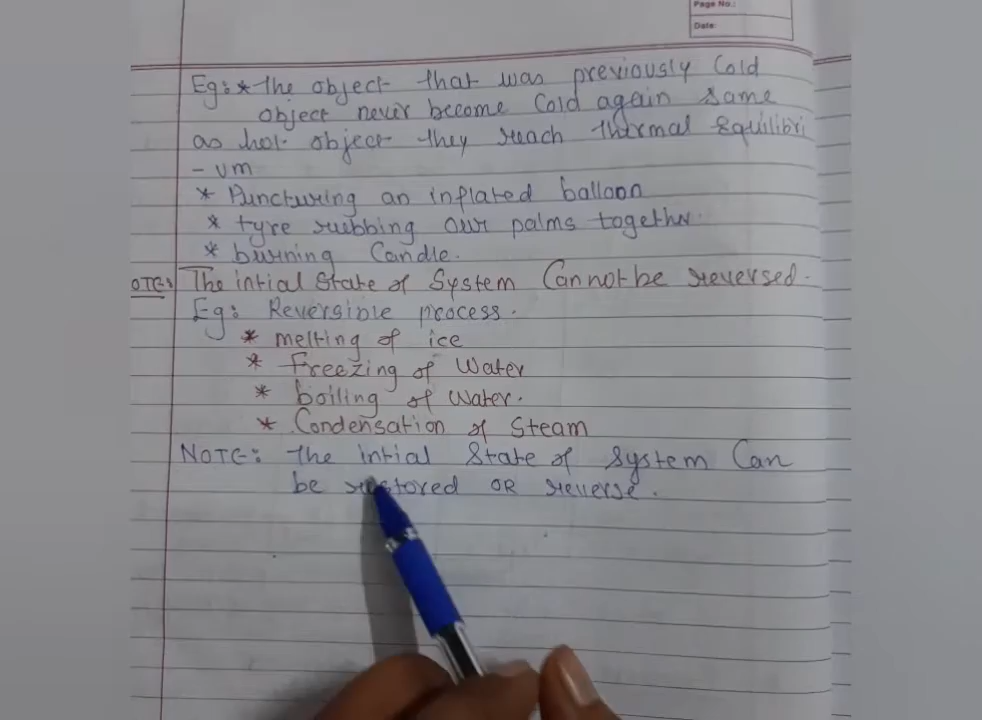 Page No.:
Date:
Eg:* The object that was previously Cold
object never become Cold again same
as hot object they reach thermal Equilibri
- um
* Puncturing an inflated balloon
* tyre rubbing our palms together.
* burning Candle.
OTE: The intial State of System Cannot be reversed.
Eg: Reversible process.
* melting of ice
* Freezing of Water
* boiling of Water.
* Condensation of Steam
NOTE: The intial State of System Can
be restored OR reverse.